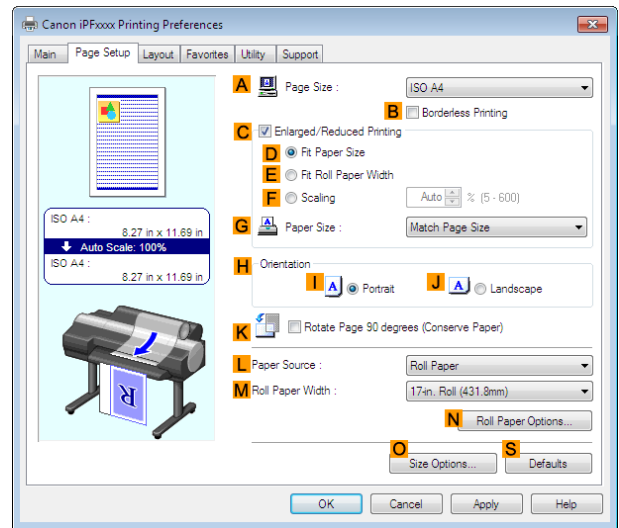 Canon iPFxxxx Printing Preferences
Main Page Setup Layout Favorites Utility Support
A Page Size : ISO A4
B Borderless Printing
C Enlarged/Reduced Printing
D Fit Paper Size
E Fit Roll Paper Width
F Scaling Auto % (5 - 600)
ISO A4 :
8.27 in x 11.69 in
Auto Scale: 100%
ISO A4 :
8.27 in x 11.69 in
G Paper Size : Match Page Size
H Orientation
I A Portrait J A Landscape
K Rotate Page 90 degrees (Conserve Paper)
R
L Paper Source : Roll Paper
M Roll Paper Width : 17-in. Roll (431.8mm)
N Roll Paper Options...
O Size Options... S Defaults
OK Cancel Apply Help